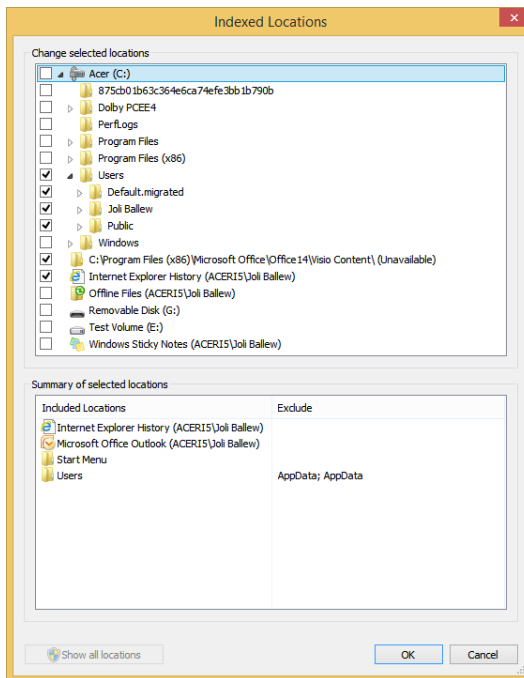 Indexed Locations
Change selected locations
Acer (C:)
875cb01b63c364e6ca74efe3bb1b790b
Dolby PCEE4
PerfLogs
Program Files
Program Files (x86)
Users
Default.migrated
Joli Ballew
Public
Windows
C:\Program Files (x86)\Microsoft Office\Office14\Visio Content\ (Unavailable)
Internet Explorer History (ACERI5\Joli Ballew)
Offline Files (ACERI5\Joli Ballew)
Removable Disk (G:)
Test Volume (E:)
Windows Sticky Notes (ACERI5\Joli Ballew)
Summary of selected locations
Included Locations Exclude
Internet Explorer History (ACERI5\Joli Ballew)
Microsoft Office Outlook (ACERI5\Joli Ballew)
Start Menu
Users AppData; AppData
Show all locations OK Cancel